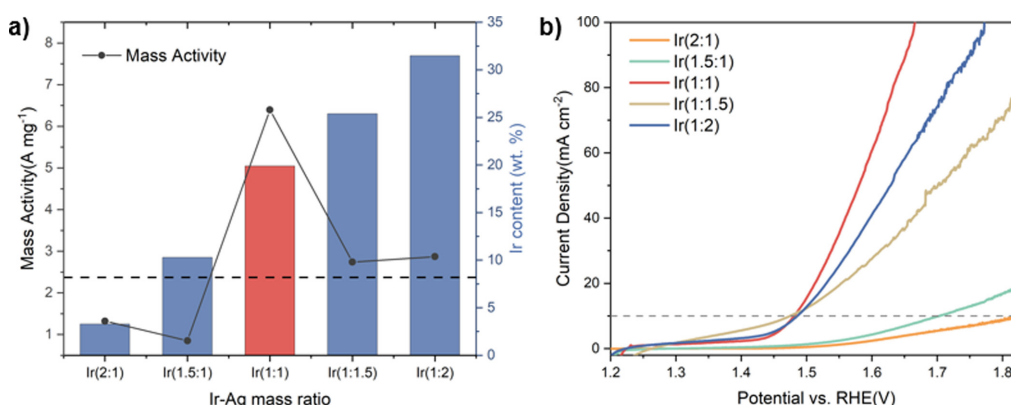 a)
Mass Activity
Mass Activity(A mg⁻¹)
8
7
6
5
4
3
2
1
35
30
25
20
15
10
5
0
Ir content (wt. %)
Ir(2:1)
Ir(1.5:1)
Ir(1:1)
Ir(1:1.5)
Ir(1:2)
Ir-Ag mass ratio
b)
Ir(2:1)
Ir(1.5:1)
Ir(1:1)
Ir(1:1.5)
Ir(1:2)
Current Density(mA cm⁻²)
100
80
60
40
20
0
1.2
1.3
1.4
1.5
1.6
1.7
1.8
Potential vs. RHE(V)